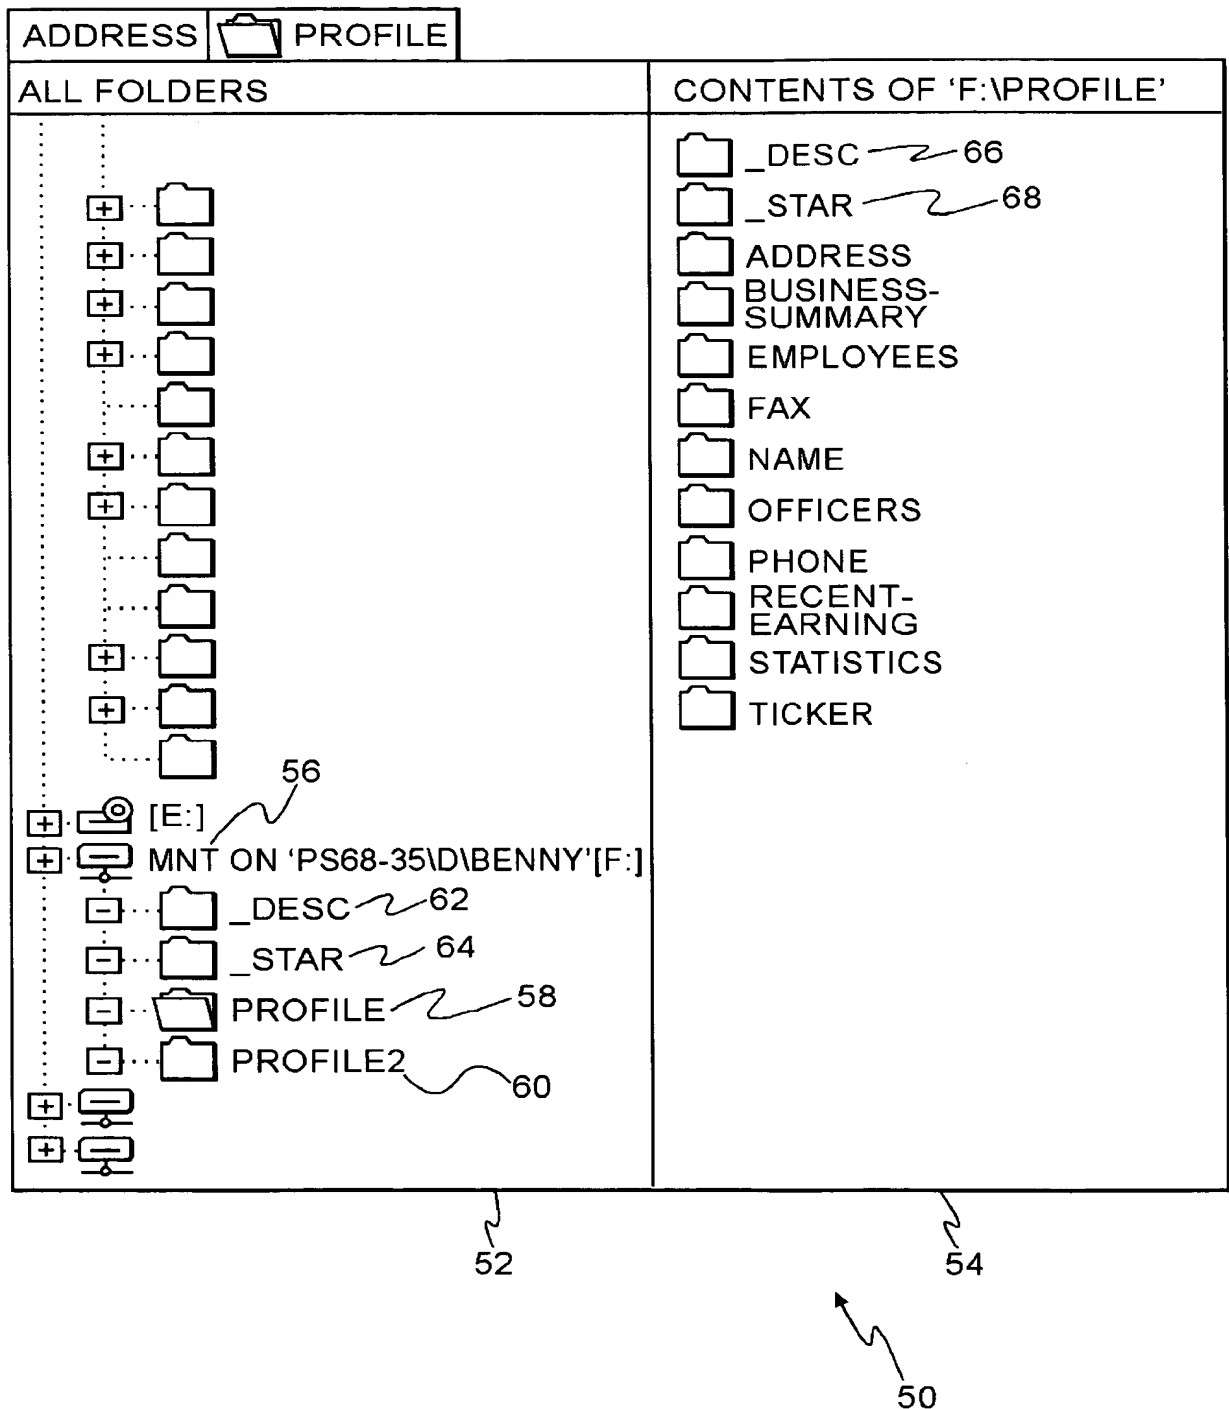 ADDRESS PROFILE
ALL FOLDERS
CONTENTS OF 'F:\PROFILE'
_DESC 66
_STAR 68
ADDRESS
BUSINESS-
SUMMARY
EMPLOYEES
FAX
NAME
OFFICERS
PHONE
RECENT-
EARNING
STATISTICS
TICKER
56
[E:]
MNT ON 'PS68-35\D\BENNY'[F:]
_DESC 62
_STAR 64
PROFILE 58
PROFILE2 60
52
54
50